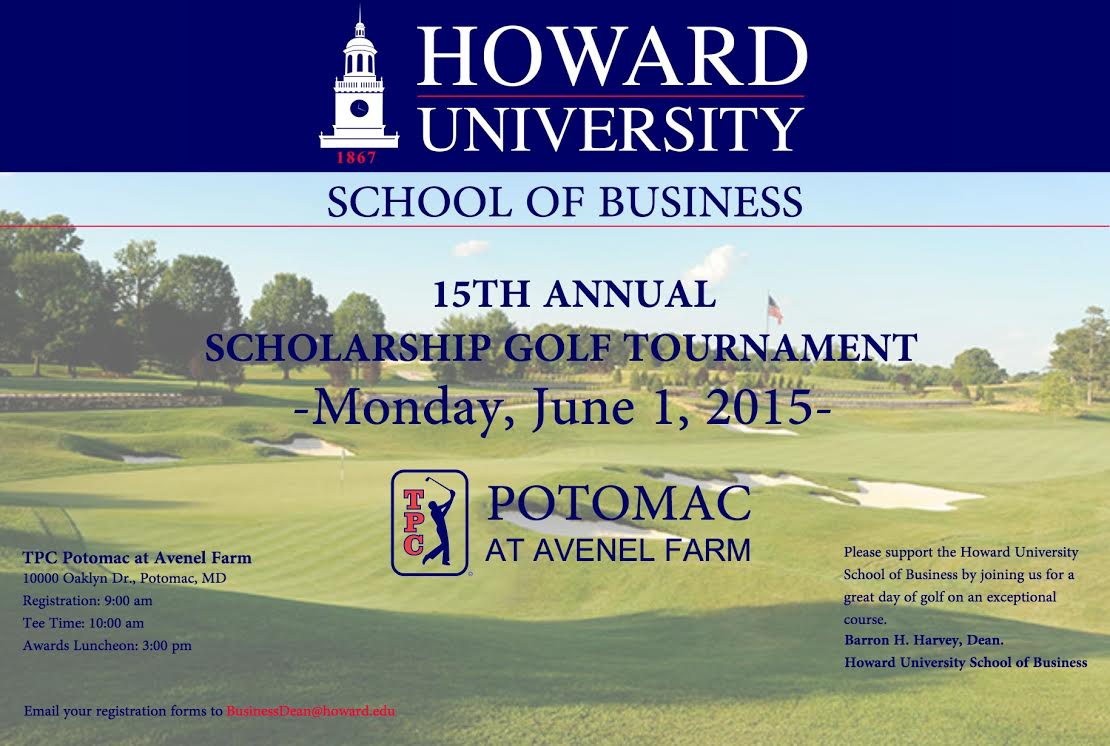 HOWARD
UNIVERSITY
1867
SCHOOL OF BUSINESS
15TH ANNUAL
SCHOLARSHIP GOLF TOURNAMENT
-Monday, June 1, 2015-
TPC
POTOMAC
AT AVENEL FARM
TPC Potomac at Avenel Farm
10000 Oaklyn Dr., Potomac, MD
Registration: 9:00 am
Tee Time: 10:00 am
Awards Luncheon: 3:00 pm
Please support the Howard University
School of Business by joining us for a
great day of golf on an exceptional
course.
Barron H. Harvey, Dean.
Howard University School of Business
Email your registration forms to BusinessDean@howard.edu